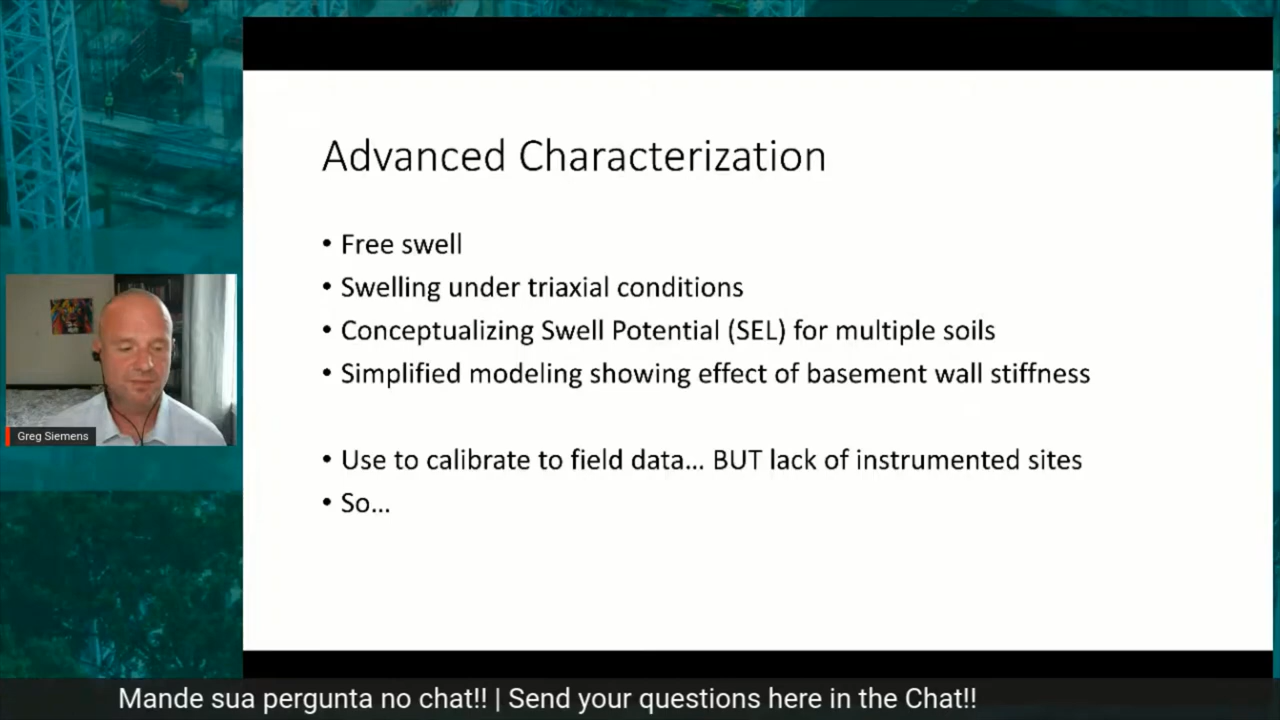 Advanced Characterization
• Free swell
• Swelling under triaxial conditions
• Conceptualizing Swell Potential (SEL) for multiple soils
• Simplified modeling showing effect of basement wall stiffness
• Use to calibrate to field data... BUT lack of instrumented sites
• So...
Greg Siemens
Mande sua pergunta no chat!! | Send your questions here in the Chat!!